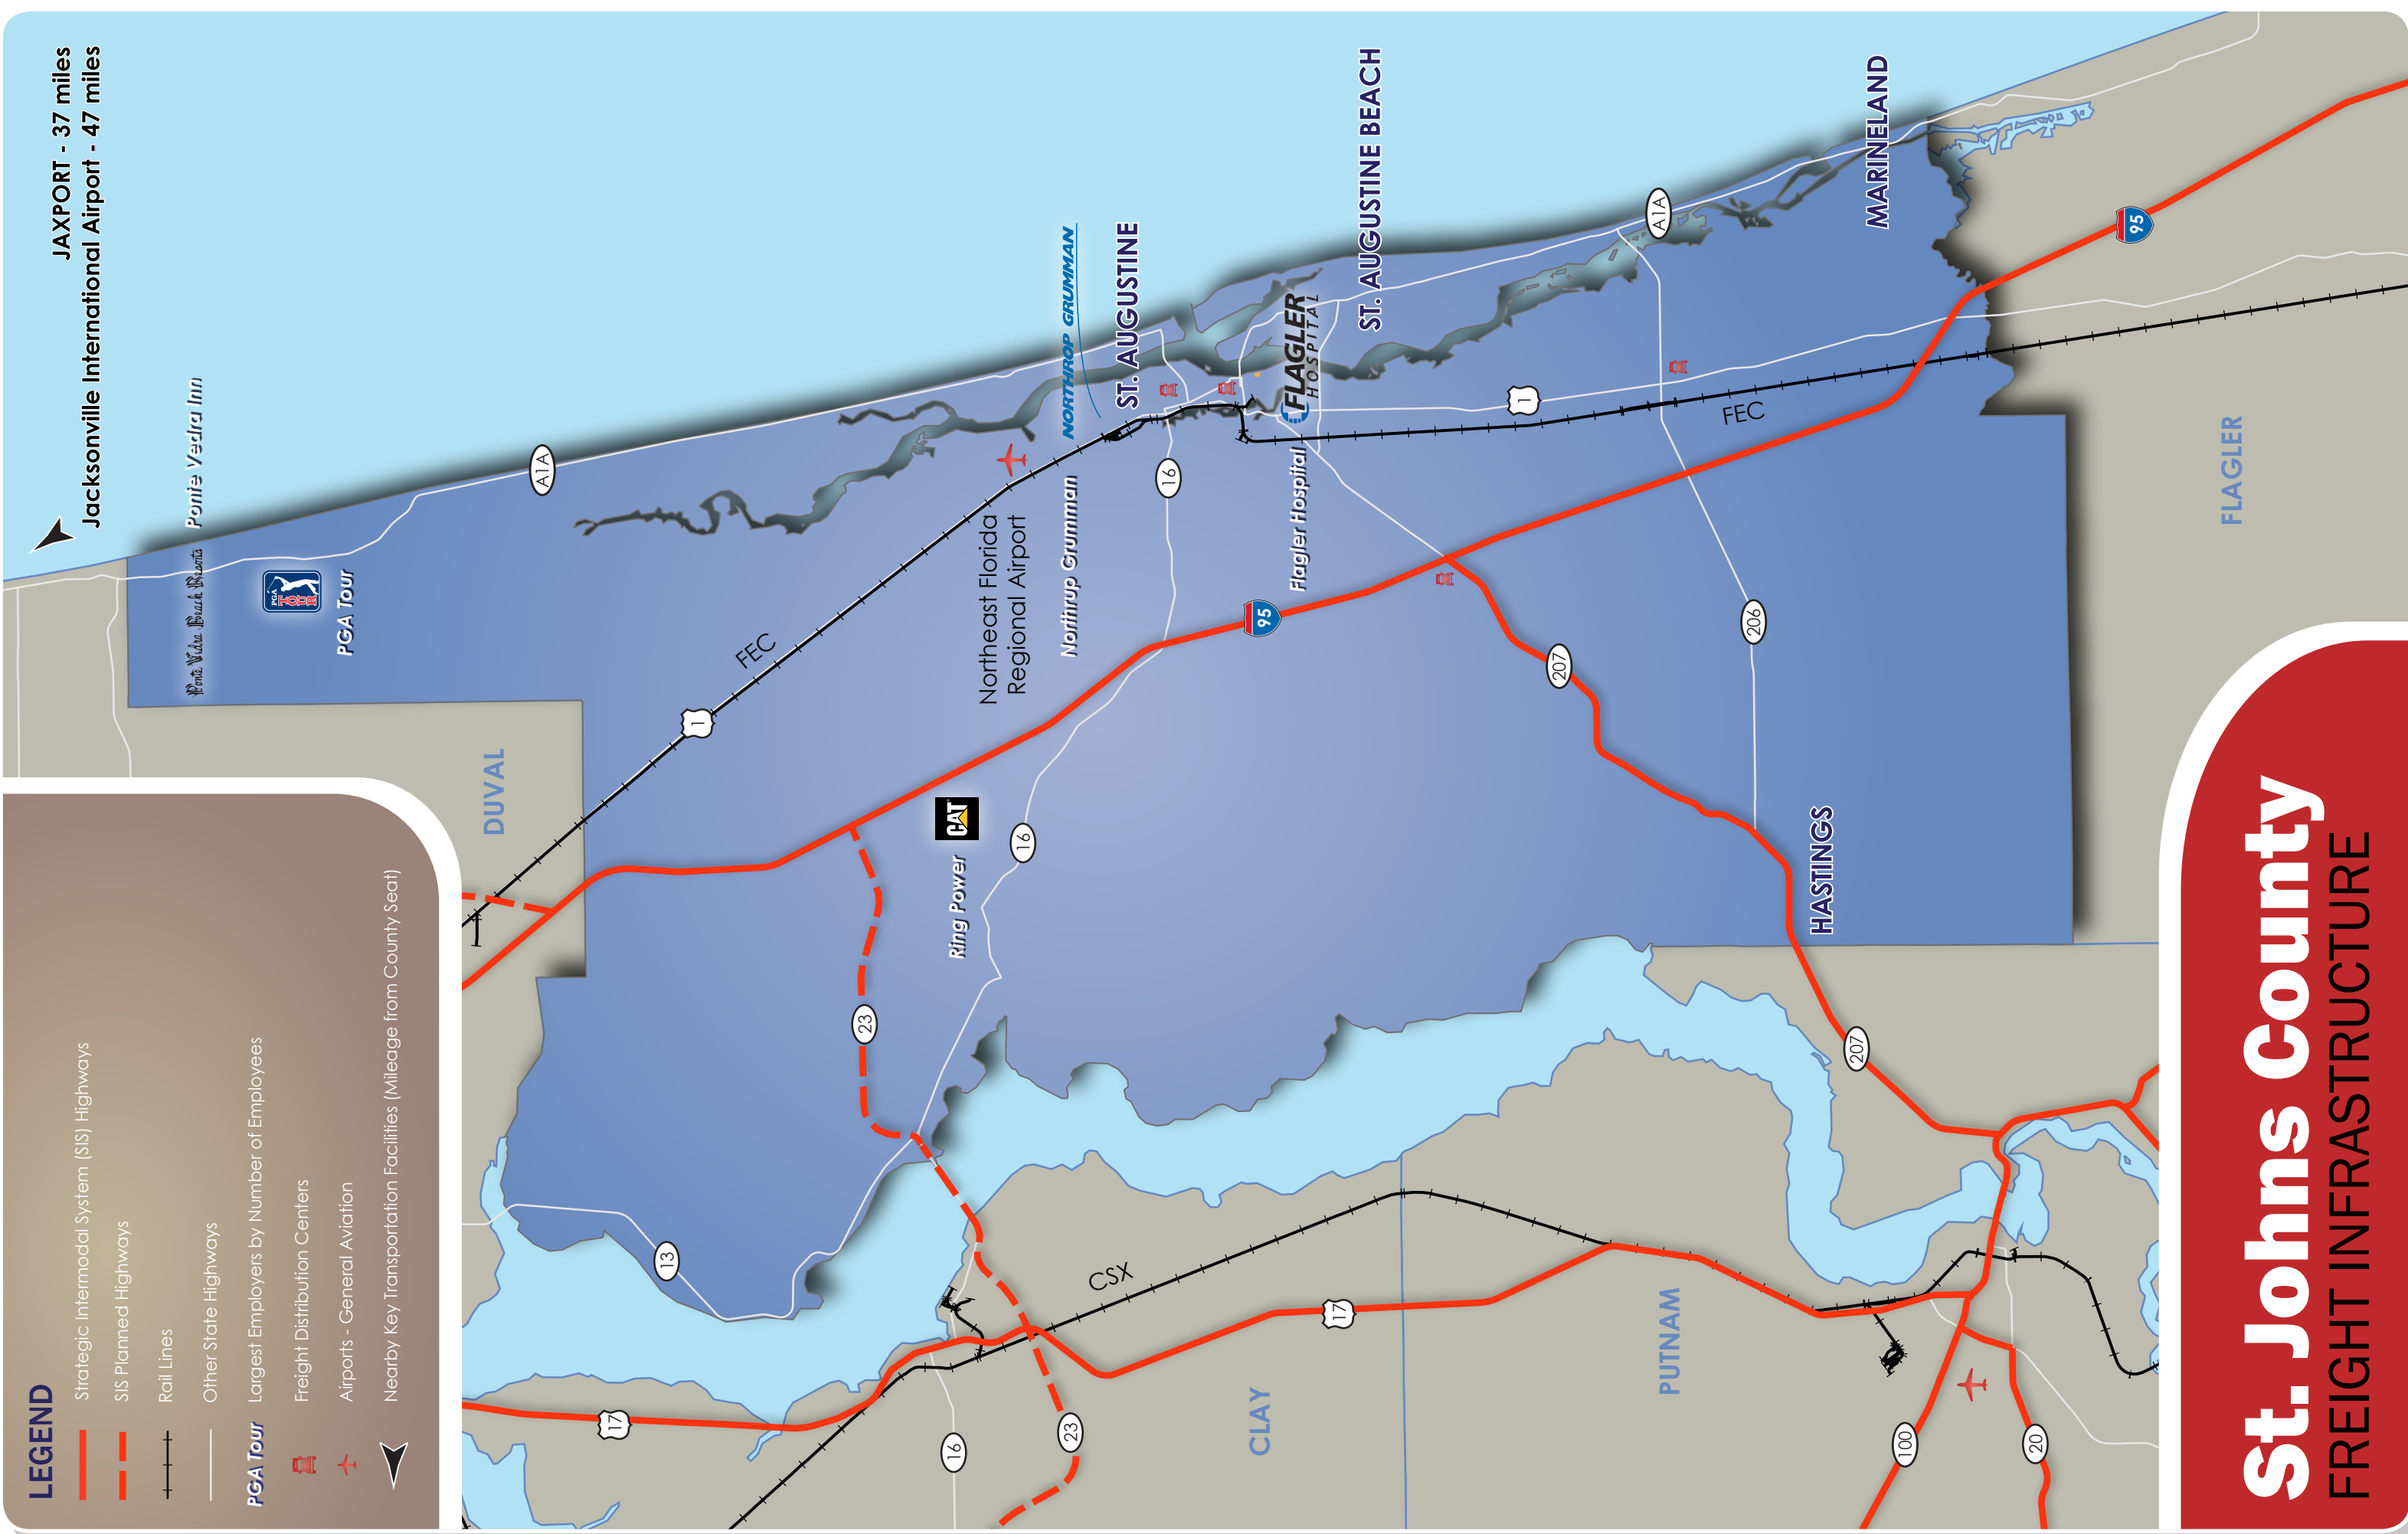 JAXPORT - 37 miles
Jacksonville International Airport - 47 miles
LEGEND
Strategic Intermodal System (SIS) Highways
SIS Planned Highways
Rail Lines
Other State Highways
PGA Tour
Largest Employers by Number of Employees
Freight Distribution Centers
Airports - General Aviation
Nearby Key Transportation Facilities (Mileage from County Seat)
Ponte Vedra Beach Resorts
Ponte Vedra Inn
PGA TOUR
PGA Tour
DUVAL
A1A
FEC
1
Northeast Florida
Regional Airport
NORTHROP GRUMMAN
Northrup Grumman
ST. AUGUSTINE
16
CAT
Ring Power
16
23
13
95
FLAGLER
HOSPITAL
Flagler Hospital
ST. AUGUSTINE BEACH
1
A1A
FEC
MARINELAND
95
207
206
HASTINGS
207
FLAGLER
CSX
17
17
16
23
CLAY
PUTNAM
100
20
St. Johns County
FREIGHT INFRASTRUCTURE